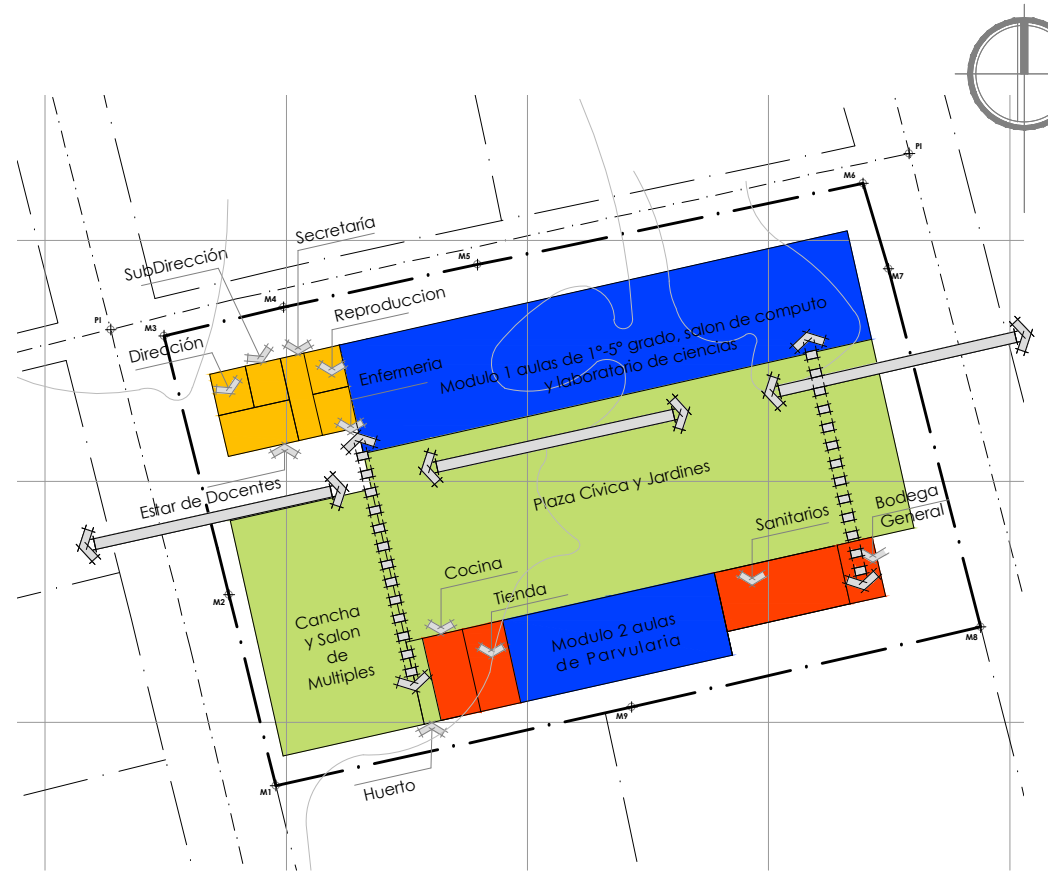 PI
M6
Secretaría
SubDirección
M5
M7
M4
Reproduccion
PI
M3
Dirección
Enfermeria
Modulo 1 aulas de 1°-5° grado, salon de computo
y laboratorio de ciencias
Estar de Docentes
Plaza Cívica y Jardines
Bodega
General
Sanitarios
Cocina
Tienda
M2
Cancha
y Salon
de
Multiples
Modulo 2 aulas
de Parvularia
M8
M9
M1
Huerto